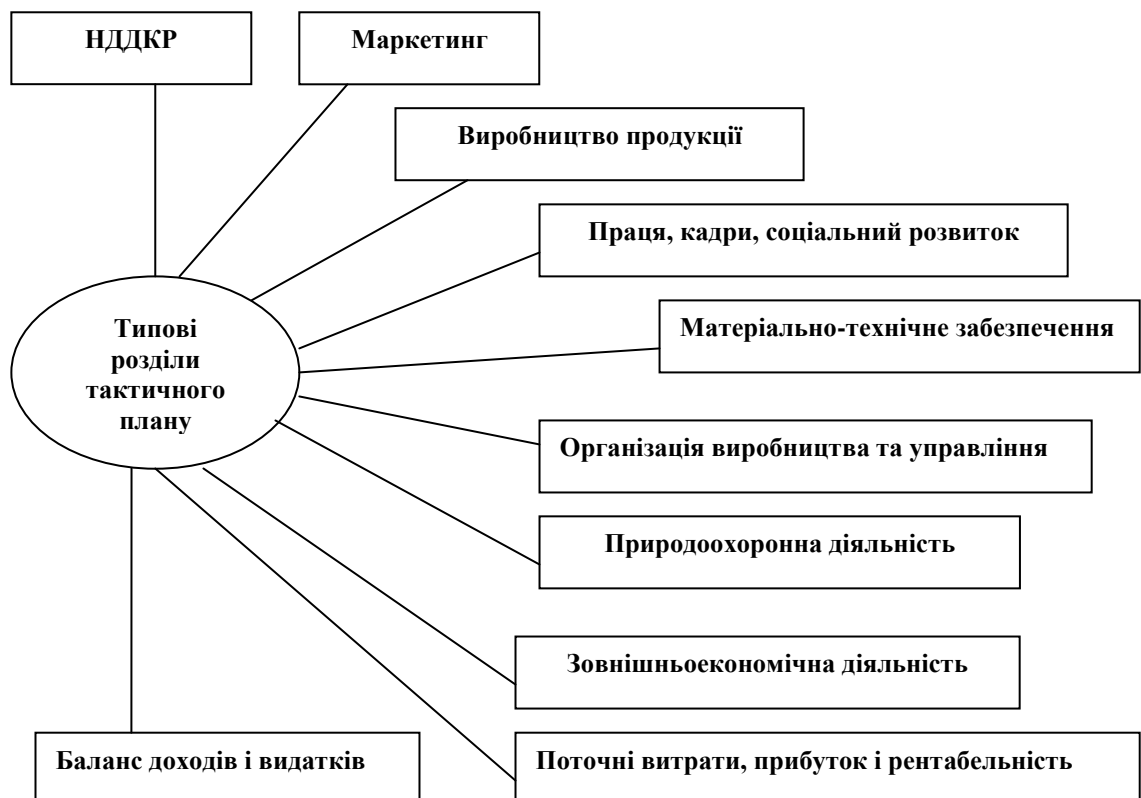 НДДКР
Маркетинг
Виробництво продукції
Праця, кадри, соціальний розвиток
Матеріально-технічне забезпечення
Типові
розділи
тактичного
плану
Організація виробництва та управління
Природоохоронна діяльність
Зовнішньоекономічна діяльність
Баланс доходів і видатків
Поточні витрати, прибуток і рентабельність